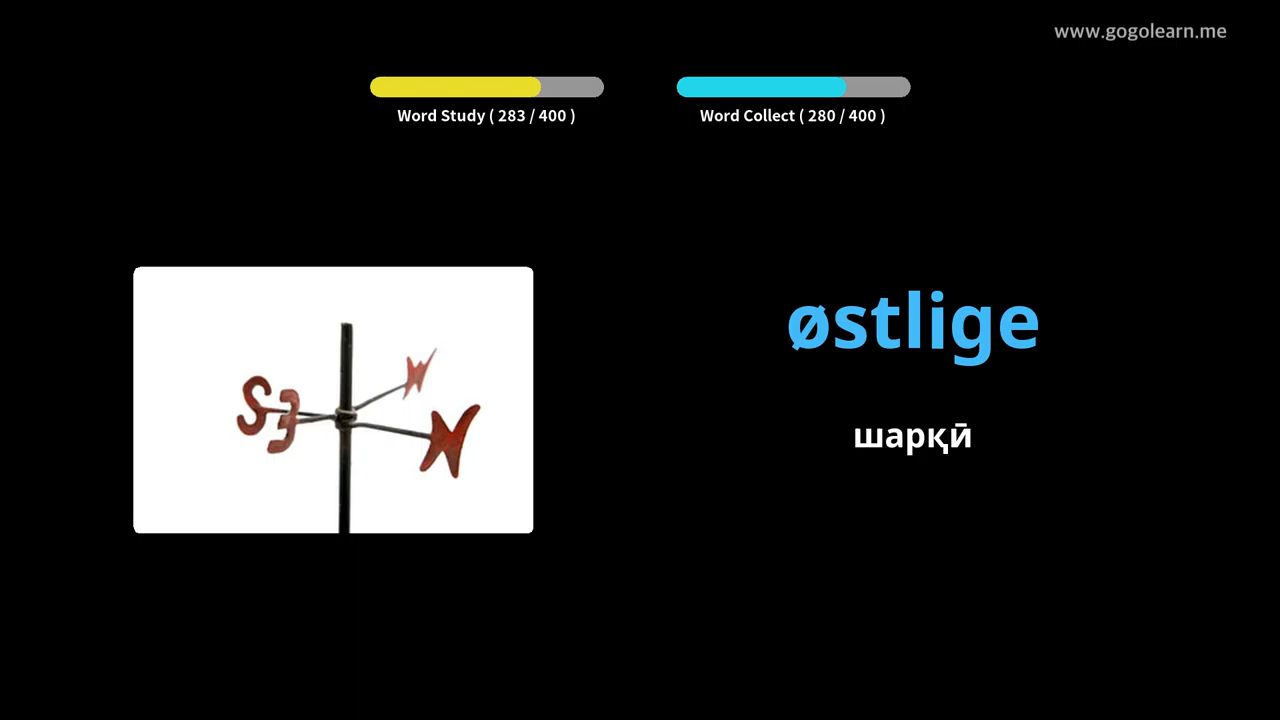 www.gogolearn.me
Word Study ( 283 / 400 )
Word Collect ( 280 / 400 )
S E N N
østlige
шарқӣ